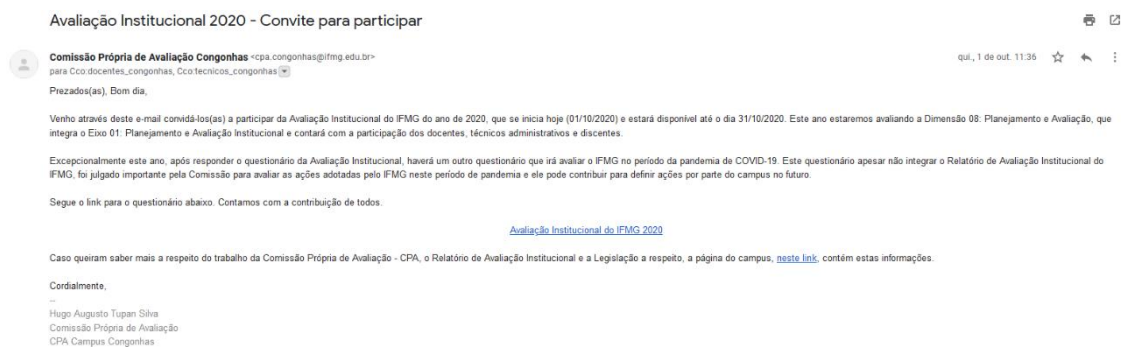 Avaliação Institucional 2020 - Convite para participar
Comissão Própria de Avaliação Congonhas <cpa.congonhas@ifmg.edu.br>
qui., 1 de out. 11:36
para Cco:docentes_congonhas, Cco:tecnicos_congonhas
Prezados(as), Bom dia,
Venho através deste e-mail convidá-los(as) a participar da Avaliação Institucional do IFMG do ano de 2020, que se inicia hoje (01/10/2020) e estará disponível até o dia 31/10/2020. Este ano estaremos avaliando a Dimensão 08: Planejamento e Avaliação, que
integra o Eixo 01: Planejamento e Avaliação Institucional e contará com a participação dos docentes, técnicos administrativos e discentes.
Excepcionalmente este ano, após responder o questionário da Avaliação Institucional, haverá um outro questionário que irá avaliar o IFMG no período da pandemia de COVID-19. Este questionário apesar não integrar o Relatório de Avaliação Institucional do
IFMG, foi julgado importante pela Comissão para avaliar as ações adotadas pelo IFMG neste período de pandemia e ele pode contribuir para definir ações por parte do campus no futuro.
Segue o link para o questionário abaixo. Contamos com a contribuição de todos.
Avaliação Institucional do IFMG 2020
Caso queiram saber mais a respeito do trabalho da Comissão Própria de Avaliação - CPA, o Relatório de Avaliação Institucional e a Legislação a respeito, a página do campus, neste link, contém estas informações.
Cordialmente,
--
Hugo Augusto Tupan Silva
Comissão Própria de Avaliação
CPA Campus Congonhas